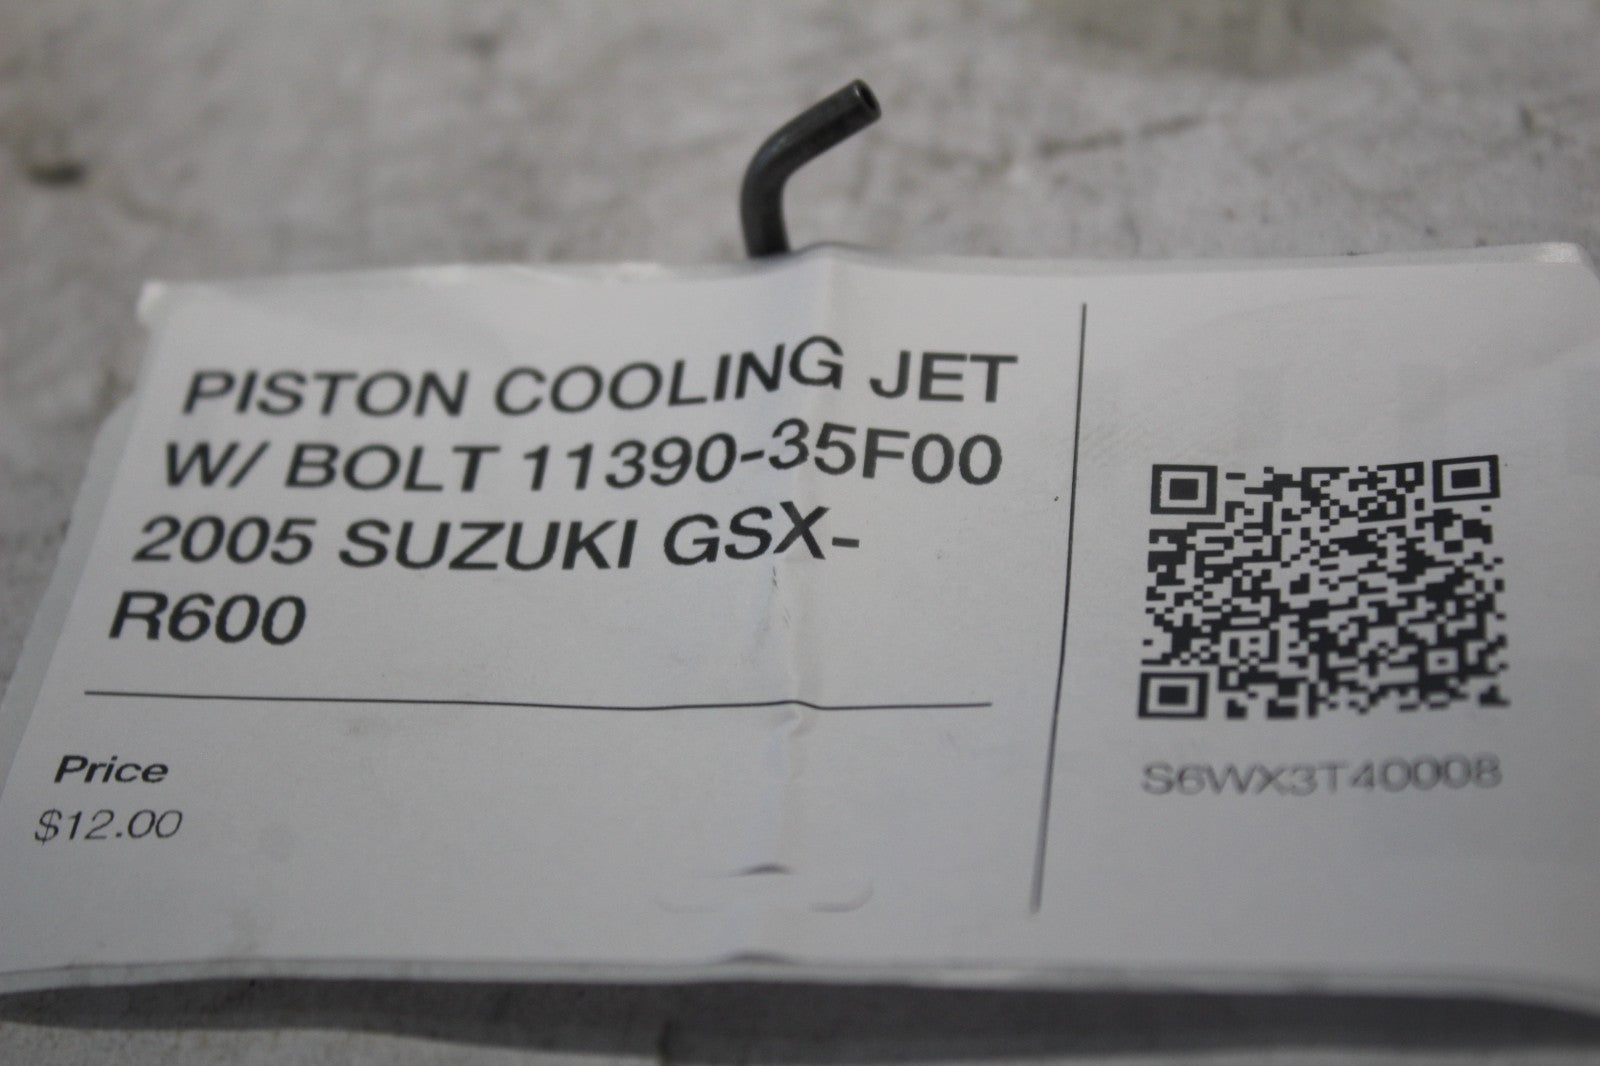 PISTON COOLING JET
W/ BOLT 11390-35F00
2005 SUZUKI GSX-
R600
Price
$12.00
S6WX3T40008